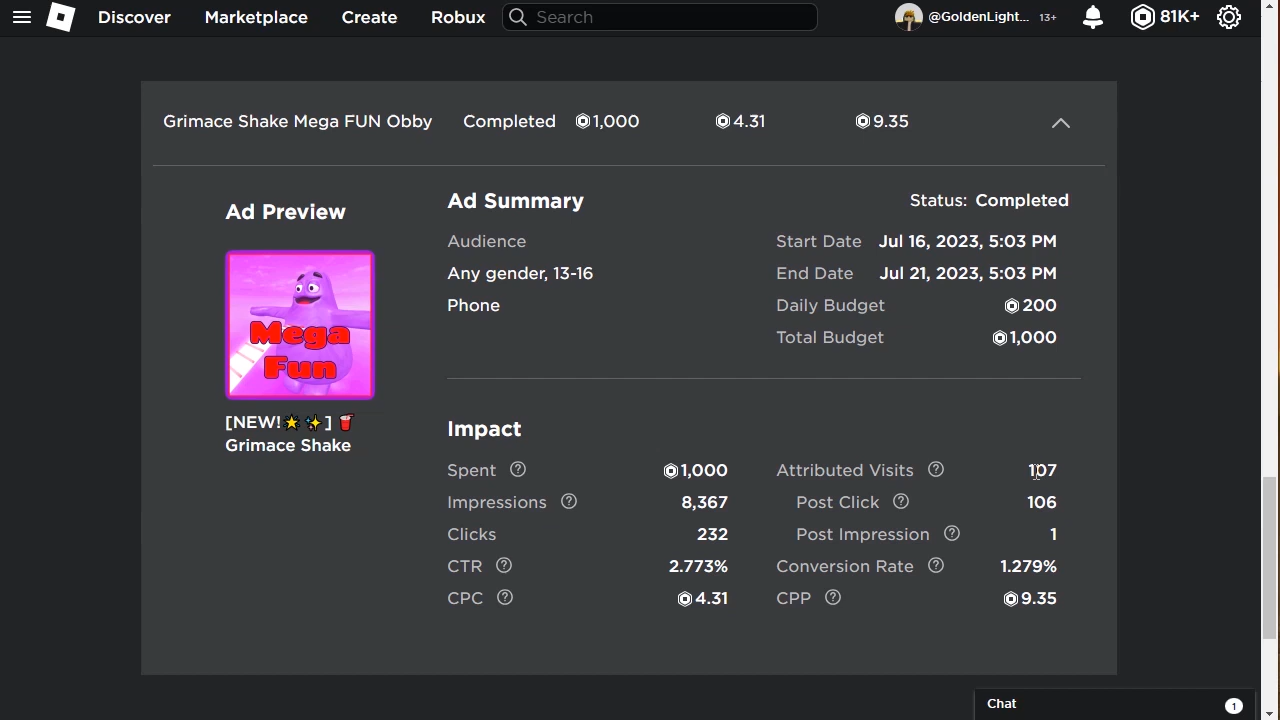 Discover Marketplace Create Robux Search @GoldenLight... 13+ 81K+
Grimace Shake Mega FUN Obby Completed 1,000 4.31 9.35
Ad Preview
Mega
Fun
[NEW!🌟✨] 🥤
Grimace Shake
Ad Summary
Status: Completed
Audience
Any gender, 13-16
Phone
Start Date Jul 16, 2023, 5:03 PM
End Date Jul 21, 2023, 5:03 PM
Daily Budget 200
Total Budget 1,000
Impact
Spent ? 1,000
Impressions ? 8,367
Clicks 232
CTR ? 2.773%
CPC ? 4.31
Attributed Visits ? 107
Post Click ? 106
Post Impression ? 1
Conversion Rate ? 1.279%
CPP ? 9.35
Chat 1